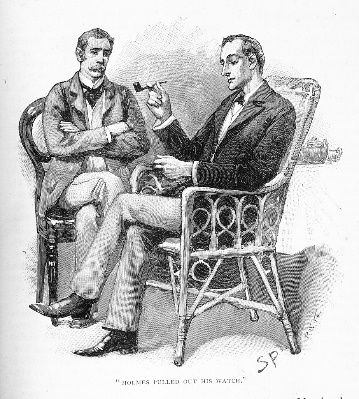 SP
"HOLMES PULLED OUT HIS WATCH."